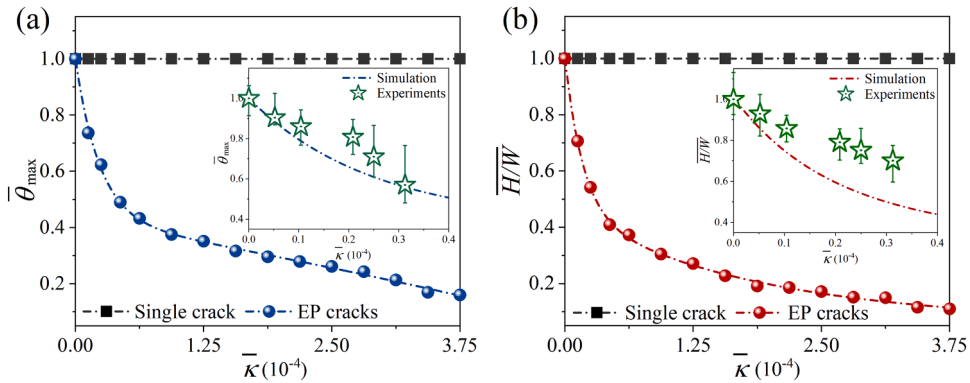 (a)
θ̅max
1.0
0.8
0.6
0.4
0.2
0.00 1.25 2.50 3.75
κ̅ (10-4)
Single crack EP cracks
θ̅max
1.0
0.8
0.6
0.4
0.0 0.1 0.2 0.3 0.4
κ̅ (10-4)
Simulation
Experiments
(b)
H/W
1.0
0.8
0.6
0.4
0.2
0.00 1.25 2.50 3.75
κ̅ (10-4)
Single crack EP cracks
H/W
1.0
0.8
0.6
0.4
0.0 0.1 0.2 0.3 0.4
κ̅ (10-4)
Simulation
Experiments